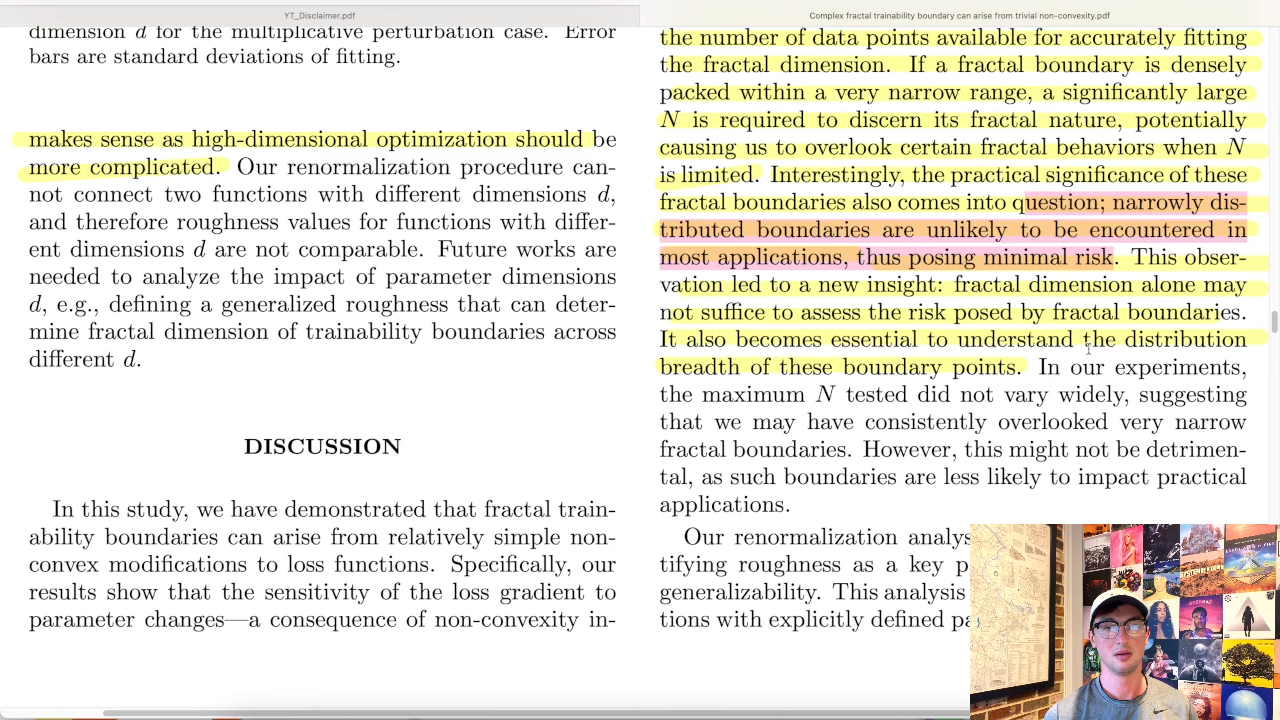 YT_Disclaimer.pdf
Complex fractal trainability boundary can arise from trivial non-convexity.pdf
dimension d for the multiplicative perturbation case. Error
bars are standard deviations of fitting.
makes sense as high-dimensional optimization should be
more complicated. Our renormalization procedure can-
not connect two functions with different dimensions d,
and therefore roughness values for functions with differ-
ent dimensions d are not comparable. Future works are
needed to analyze the impact of parameter dimensions
d, e.g., defining a generalized roughness that can deter-
mine fractal dimension of trainability boundaries across
different d.
DISCUSSION
In this study, we have demonstrated that fractal train-
ability boundaries can arise from relatively simple non-
convex modifications to loss functions. Specifically, our
results show that the sensitivity of the loss gradient to
parameter changes—a consequence of non-convexity in-
the number of data points available for accurately fitting
the fractal dimension. If a fractal boundary is densely
packed within a very narrow range, a significantly large
N is required to discern its fractal nature, potentially
causing us to overlook certain fractal behaviors when N
is limited. Interestingly, the practical significance of these
fractal boundaries also comes into question; narrowly dis-
tributed boundaries are unlikely to be encountered in
most applications, thus posing minimal risk. This obser-
vation led to a new insight: fractal dimension alone may
not suffice to assess the risk posed by fractal boundaries.
It also becomes essential to understand the distribution
breadth of these boundary points. In our experiments,
the maximum N tested did not vary widely, suggesting
that we may have consistently overlooked very narrow
fractal boundaries. However, this might not be detrimen-
tal, as such boundaries are less likely to impact practical
applications.
Our renormalization analys
tifying roughness as a key p
generalizability. This analysis
tions with explicitly defined pa